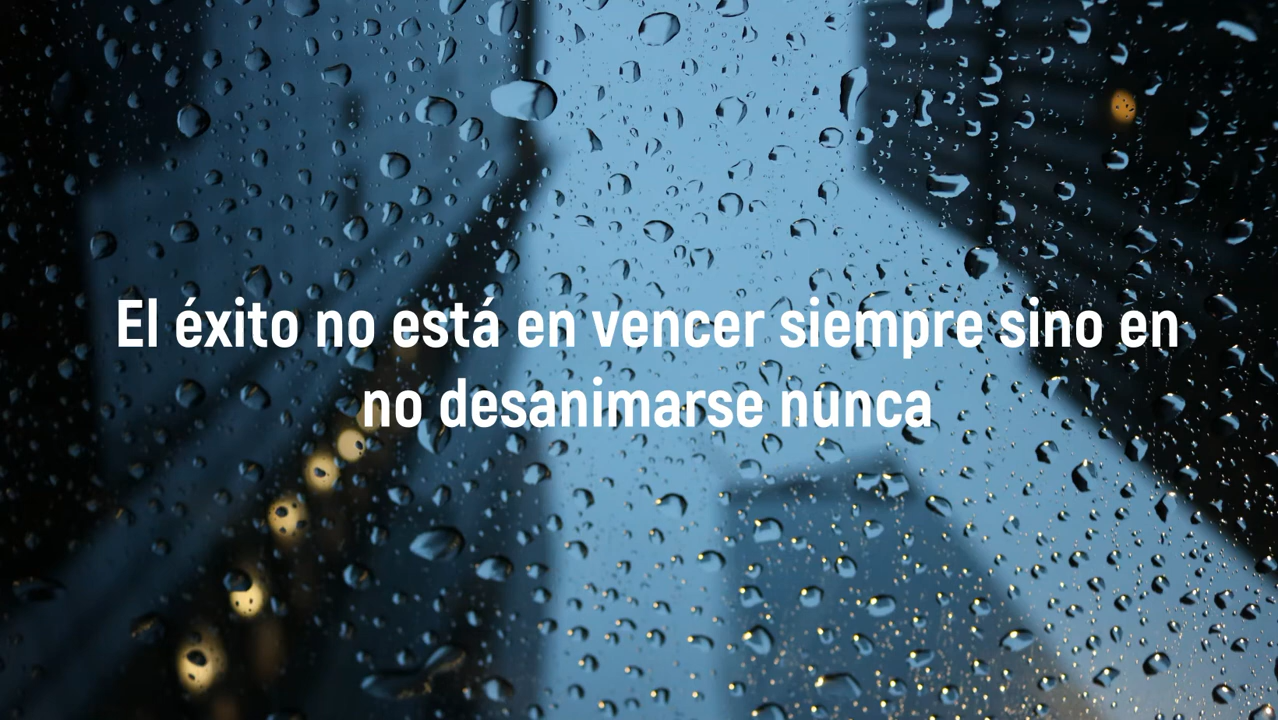 El éxito no está en vencer siempre sino en
no desanimarse nunca